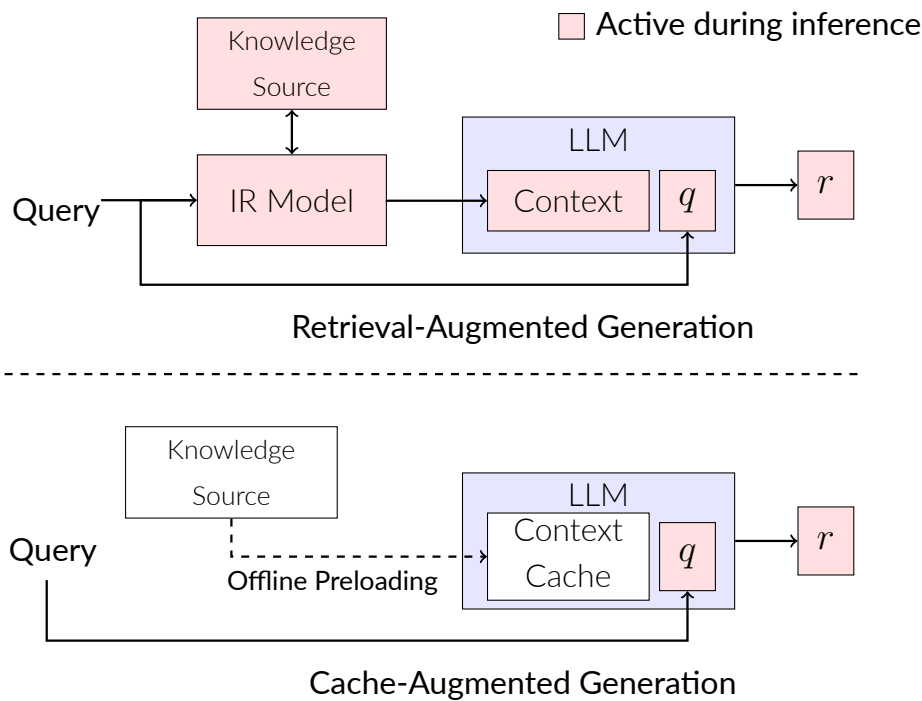 Active during inference
Knowledge
Source
LLM
Query
IR Model
Context
q
r
Retrieval-Augmented Generation
Knowledge
Source
LLM
Query
Offline Preloading
Context
Cache
q
r
Cache-Augmented Generation